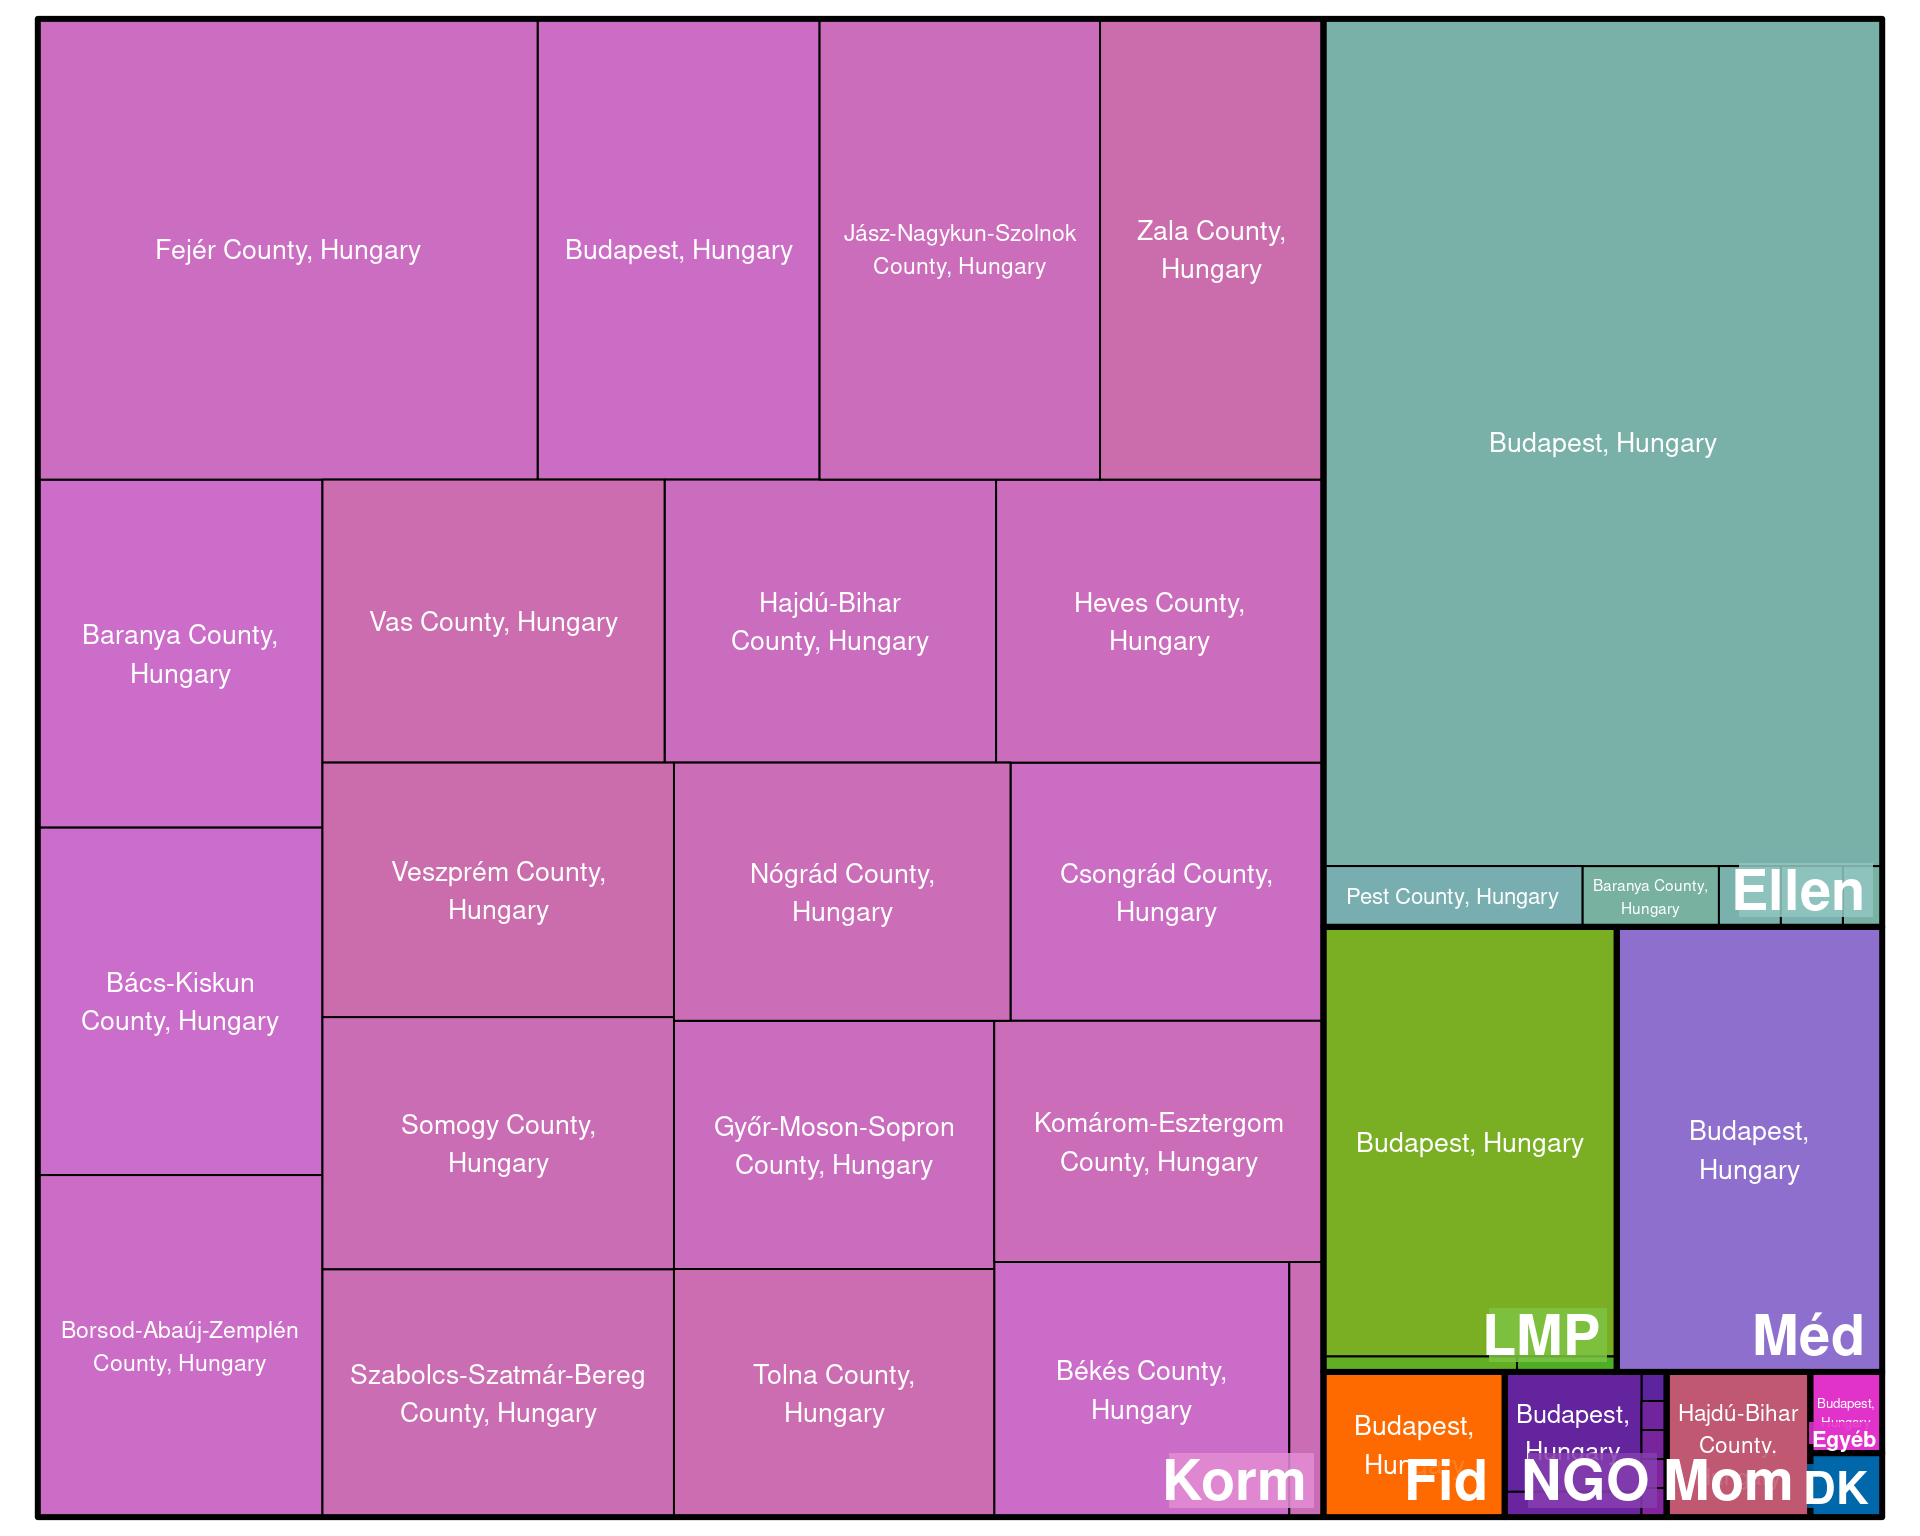 Fejér County, Hungary
Budapest, Hungary
Jász-Nagykun-Szolnok
County, Hungary
Zala County,
Hungary
Baranya County,
Hungary
Vas County, Hungary
Hajdú-Bihar
County, Hungary
Heves County,
Hungary
Bács-Kiskun
County, Hungary
Veszprém County,
Hungary
Nógrád County,
Hungary
Csongrád County,
Hungary
Somogy County,
Hungary
Győr-Moson-Sopron
County, Hungary
Komárom-Esztergom
County, Hungary
Borsod-Abaúj-Zemplén
County, Hungary
Szabolcs-Szatmár-Bereg
County, Hungary
Tolna County,
Hungary
Békés County,
Hungary
Korm
Budapest, Hungary
Pest County, Hungary
Baranya County,
Hungary
Ellen
Budapest, Hungary
LMP
Budapest,
Hungary
Méd
Budapest,
Hungary
Fid
Budapest,
Hungary
NGO
Hajdú-Bihar
County,
Mom
Budapest,
Hungary
Egyéb
DK